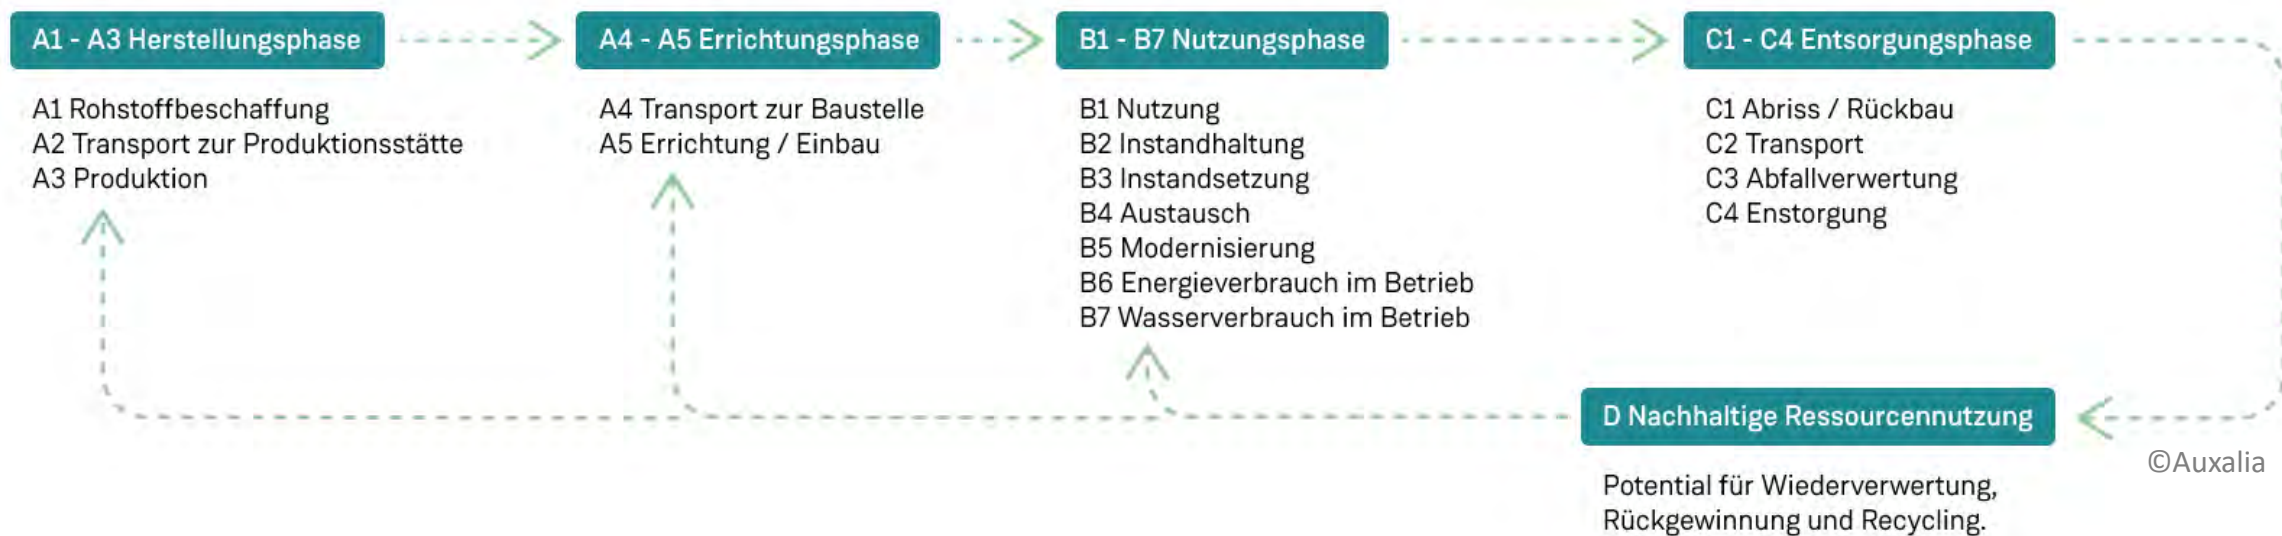 A1 - A3 Herstellungsphase
A1 Rohstoffbeschaffung
A2 Transport zur Produktionsstätte
A3 Produktion
A4 - A5 Errichtungsphase
A4 Transport zur Baustelle
A5 Errichtung / Einbau
B1 - B7 Nutzungsphase
B1 Nutzung
B2 Instandhaltung
B3 Instandsetzung
B4 Austausch
B5 Modernisierung
B6 Energieverbrauch im Betrieb
B7 Wasserverbrauch im Betrieb
C1 - C4 Entsorgungsphase
C1 Abriss / Rückbau
C2 Transport
C3 Abfallverwertung
C4 Enstorgung
D Nachhaltige Ressourcennutzung
Potential für Wiederverwertung,
Rückgewinnung und Recycling.
©Auxalia